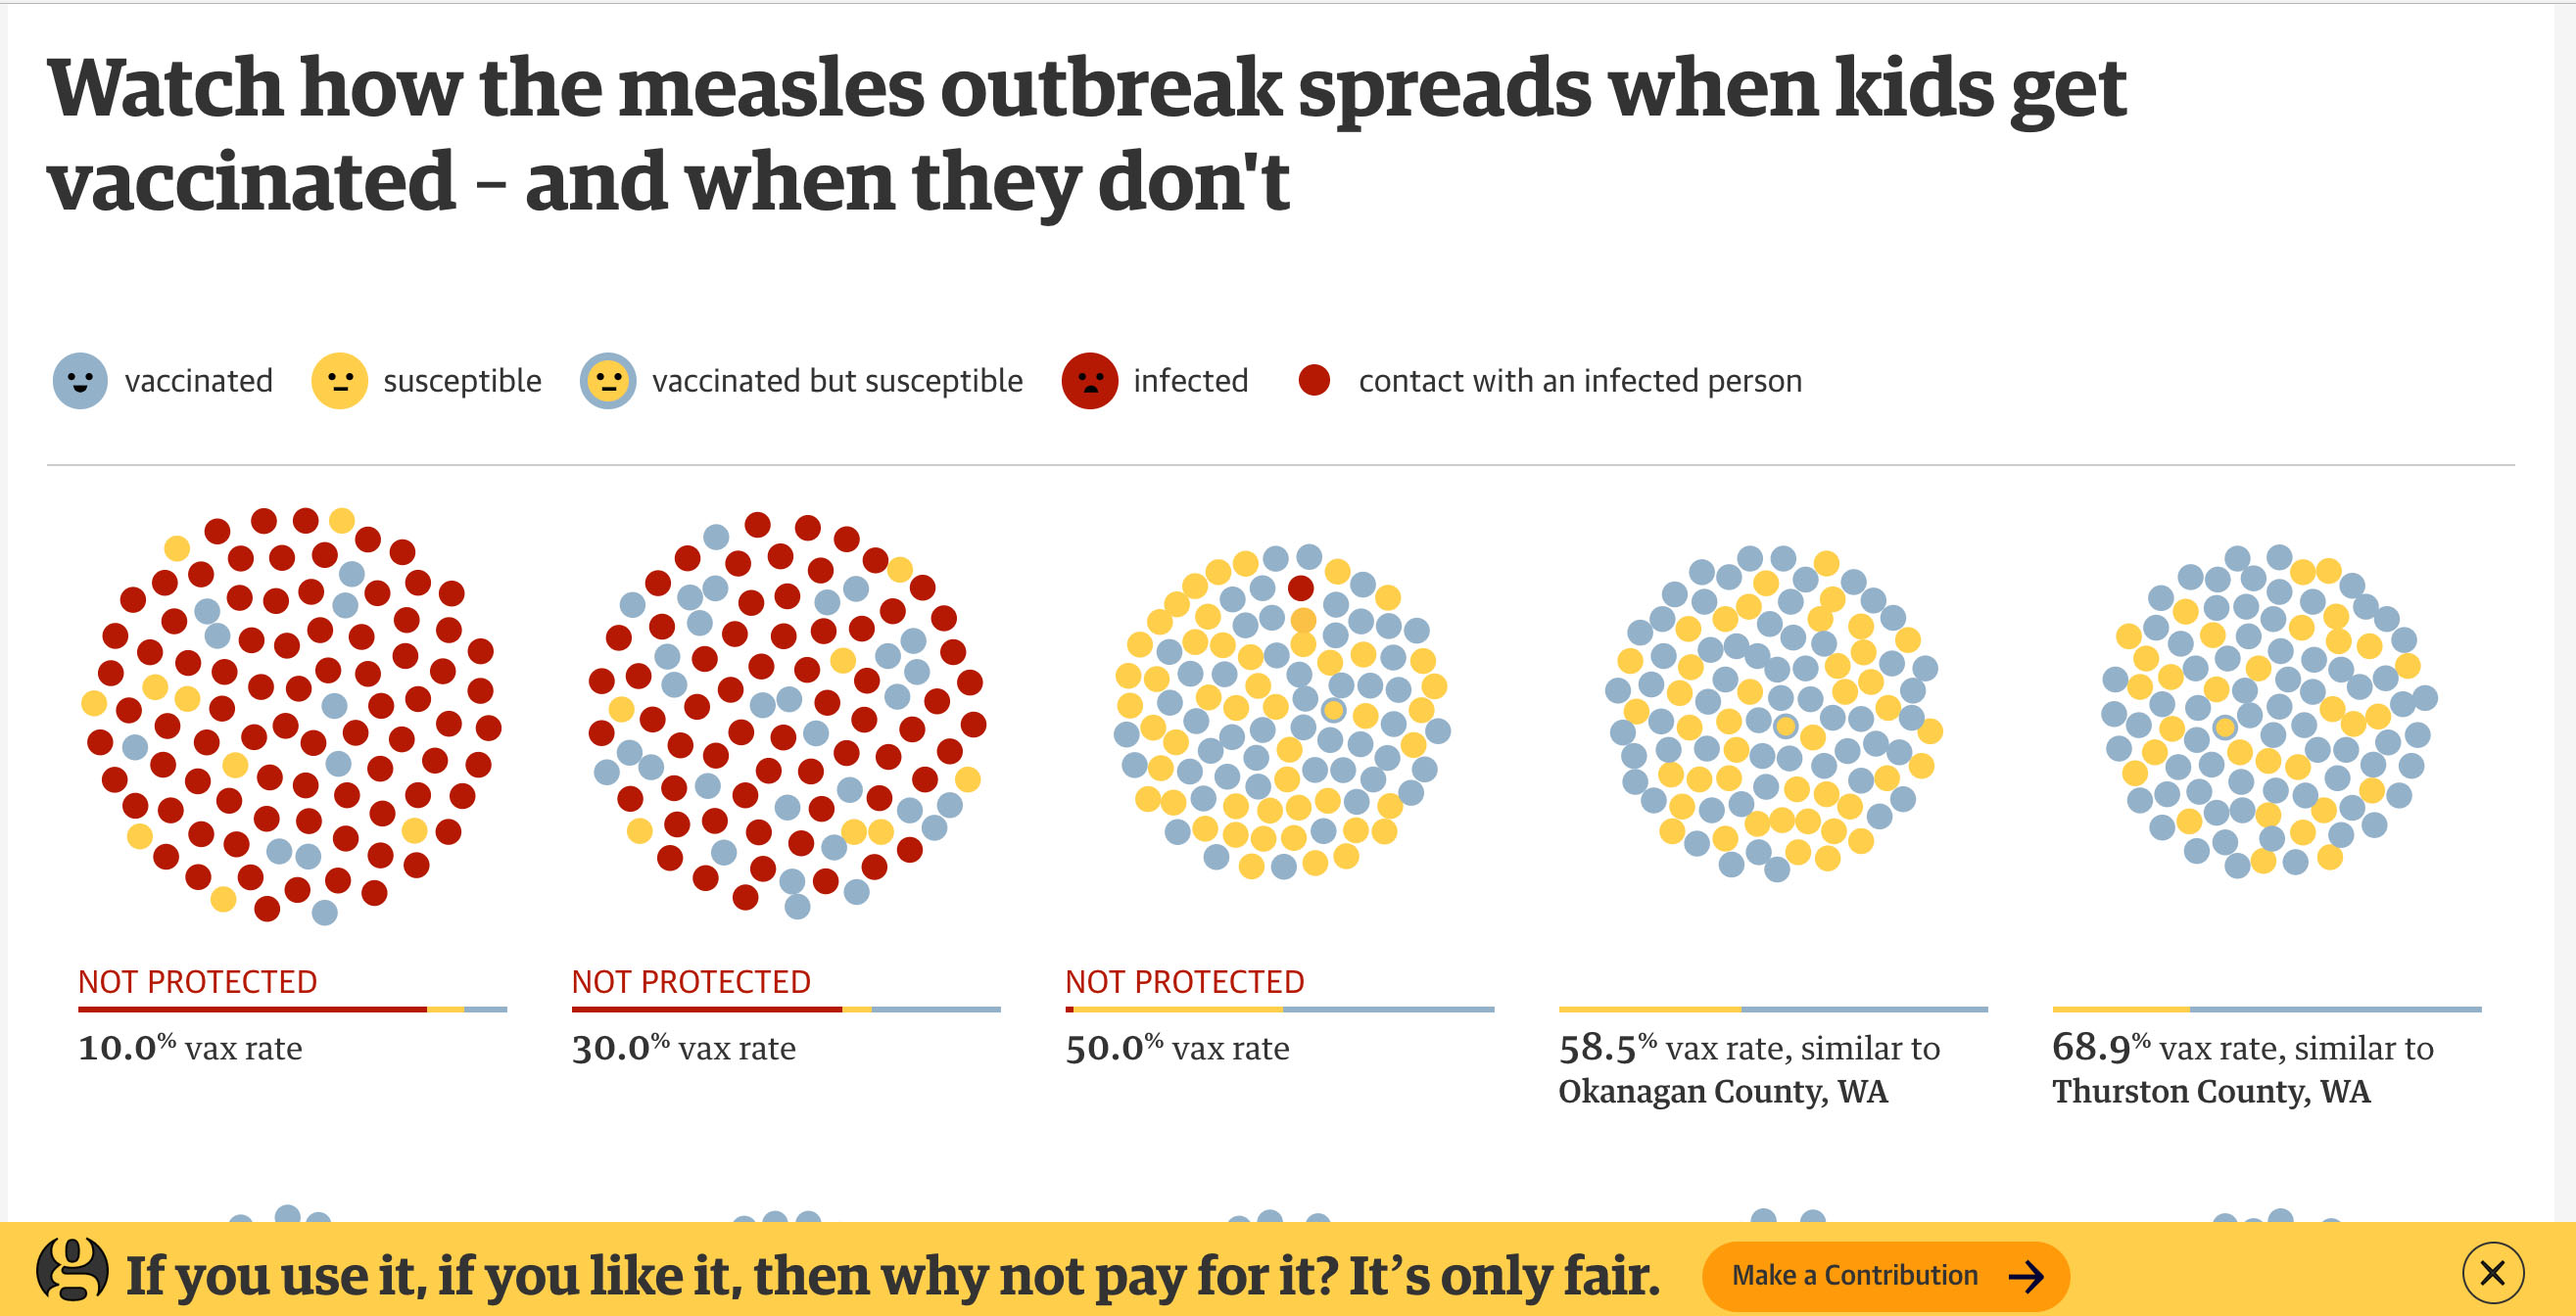 Watch how the measles outbreak spreads when kids get
vaccinated – and when they don't
vaccinated
susceptible
vaccinated but susceptible
infected
contact with an infected person
NOT PROTECTED
10.0% vax rate
NOT PROTECTED
30.0% vax rate
NOT PROTECTED
50.0% vax rate
58.5% vax rate, similar to
Okanagan County, WA
68.9% vax rate, similar to
Thurston County, WA
If you use it, if you like it, then why not pay for it? It’s only fair.
Make a Contribution